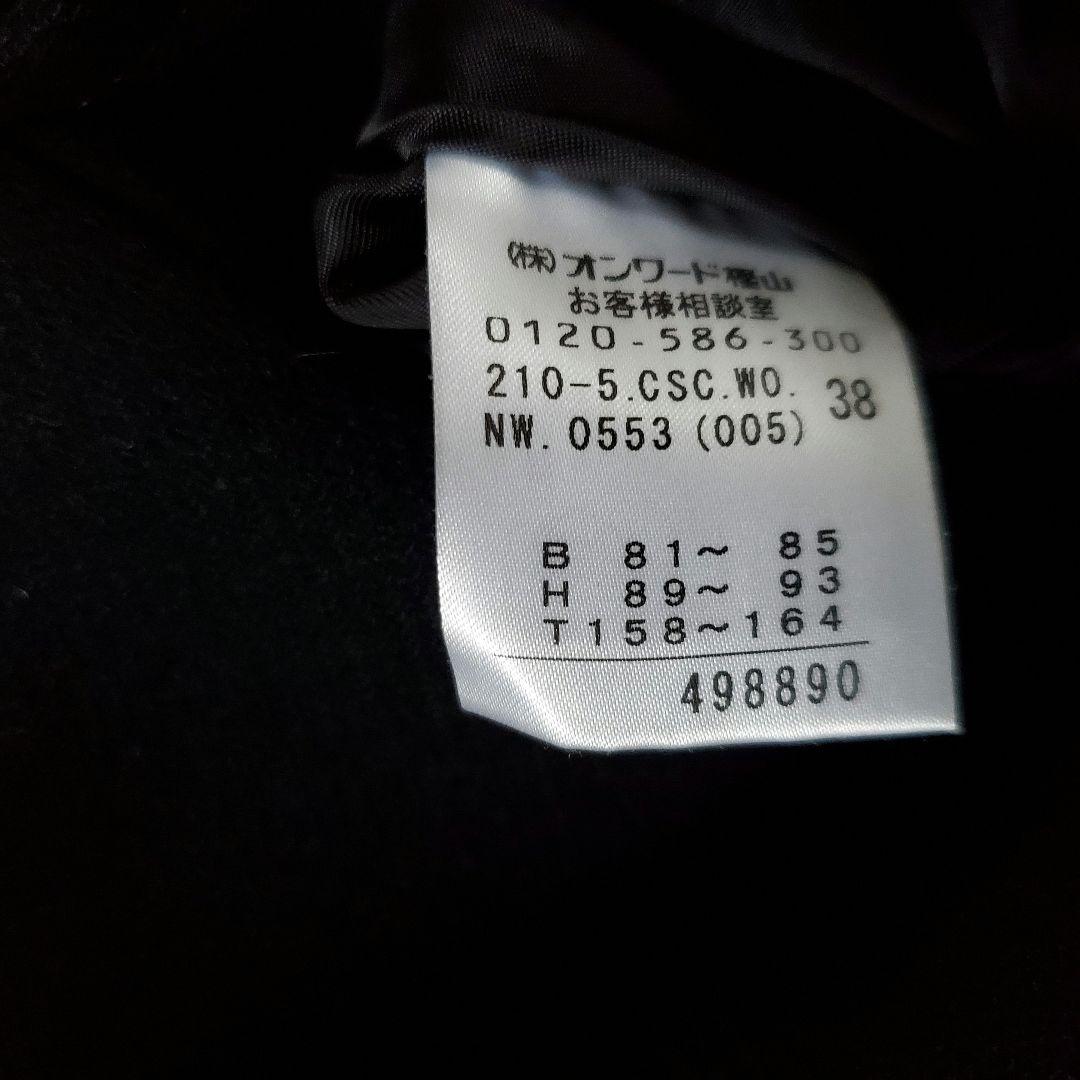 (株)オンワード樫山
お客様相談室
0120-586-300
210-5.CSC.WO. 38
NW. 0553 (005)
B 81~ 85
H 89~ 93
T158~164
498890